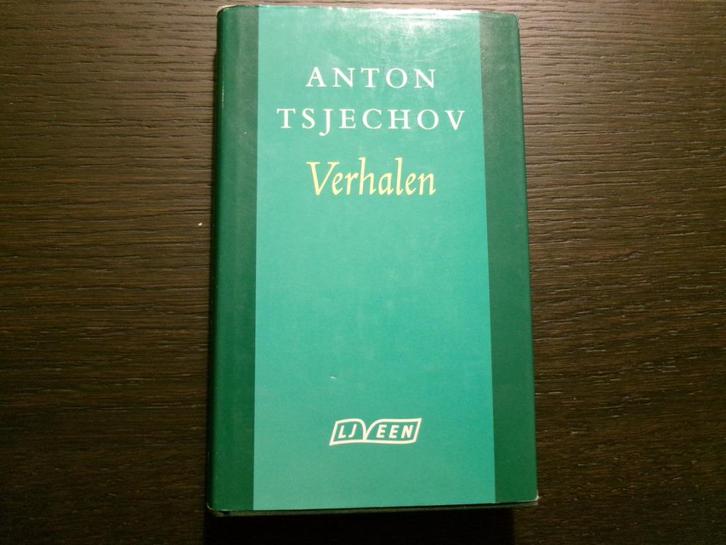 ANTON
TSJECHOV
Verhalen
LJ VEEN